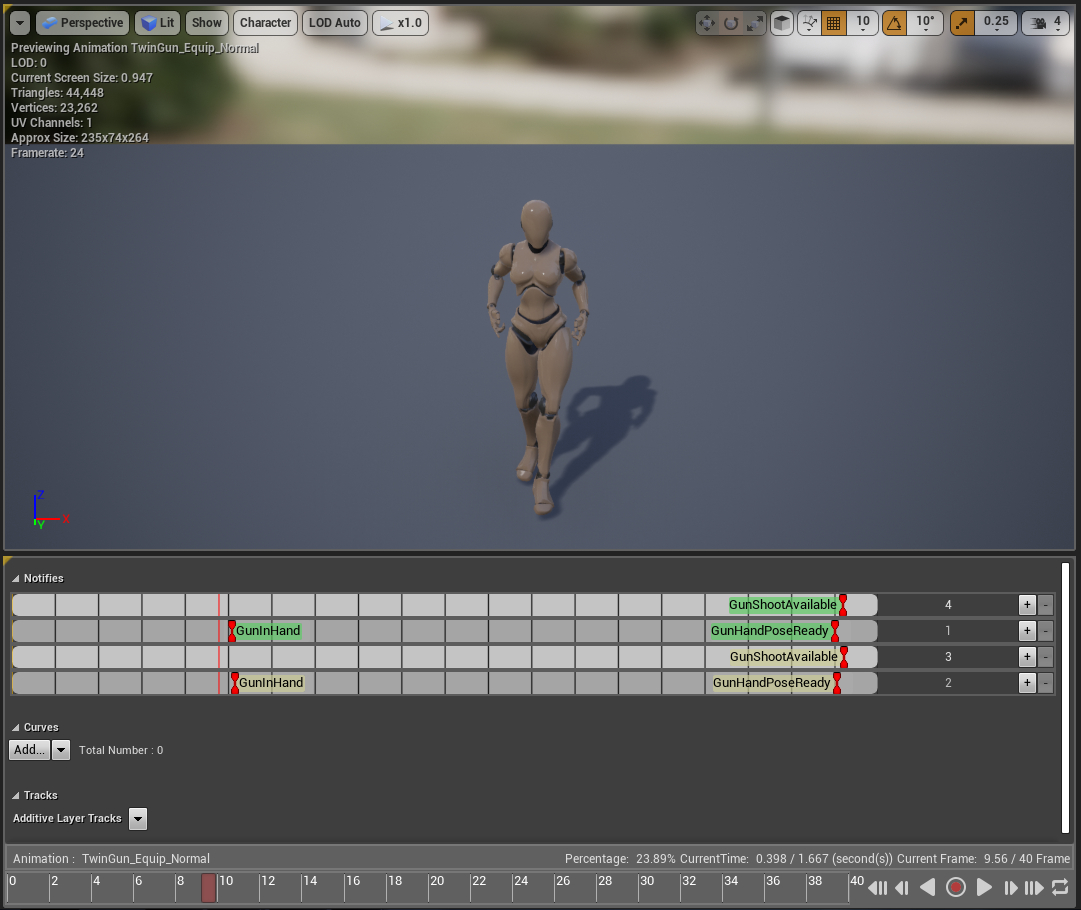 Perspective Lit Show Character LOD Auto x1.0 10 10° 0.25 4
Previewing Animation TwinGun_Equip_Normal
LOD: 0
Current Screen Size: 0.947
Triangles: 44,448
Vertices: 23,262
UV Channels: 1
Approx Size: 235x74x264
Framerate: 24
Z
X
Y
Notifies
GunShootAvailable 4 + -
GunInHand GunHandPoseReady 1 + -
GunShootAvailable 3 + -
GunInHand GunHandPoseReady 2 + -
Curves
Add... Total Number : 0
Tracks
Additive Layer Tracks
Animation : TwinGun_Equip_Normal Percentage: 23.89% CurrentTime: 0.398 / 1.667 (second(s)) Current Frame: 9.56 / 40 Frame
0 2 4 6 8 10 12 14 16 18 20 22 24 26 28 30 32 34 36 38 40